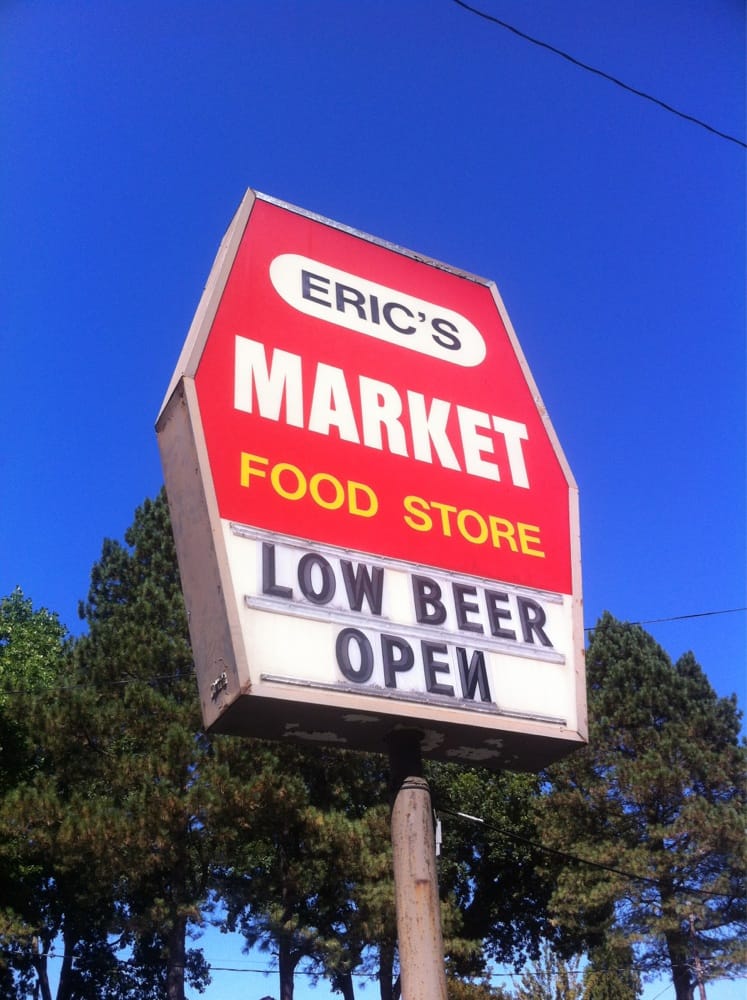 ERIC'S
MARKET
FOOD STORE
LOW BEER
OPEN